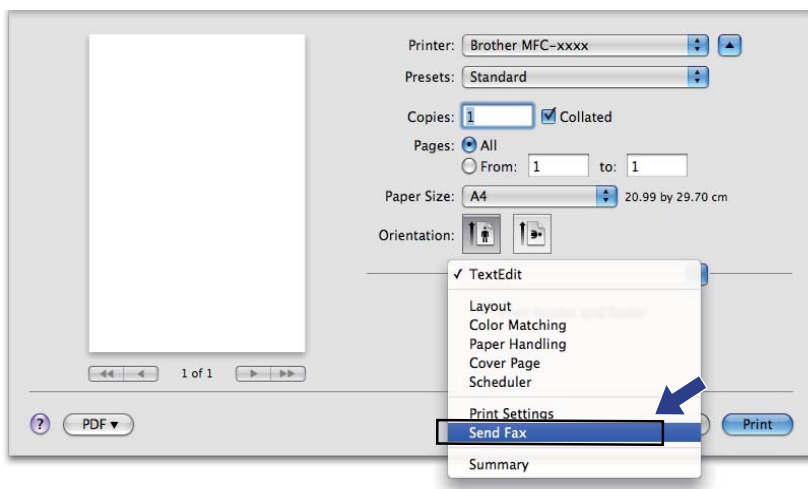 Printer: Brother MFC-xxxx
Presets: Standard
Copies: 1 Collated
Pages: All
From: 1 to: 1
Paper Size: A4 20.99 by 29.70 cm
Orientation:
✓ TextEdit
Layout
Color Matching
Paper Handling
Cover Page
Scheduler
1 of 1
Print Settings
? PDF▼ Send Fax Print
Summary